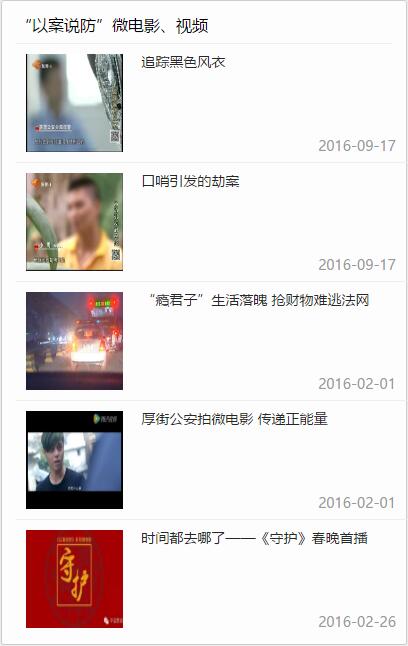 “以案说防”微电影、视频
追踪黑色风衣
2016-09-17
口哨引发的劫案
2016-09-17
“瘾君子”生活落魄 抢财物难逃法网
2016-02-01
厚街公安拍微电影 传递正能量
2016-02-01
时间都去哪了——《守护》春晚首播
守护
2016-02-26